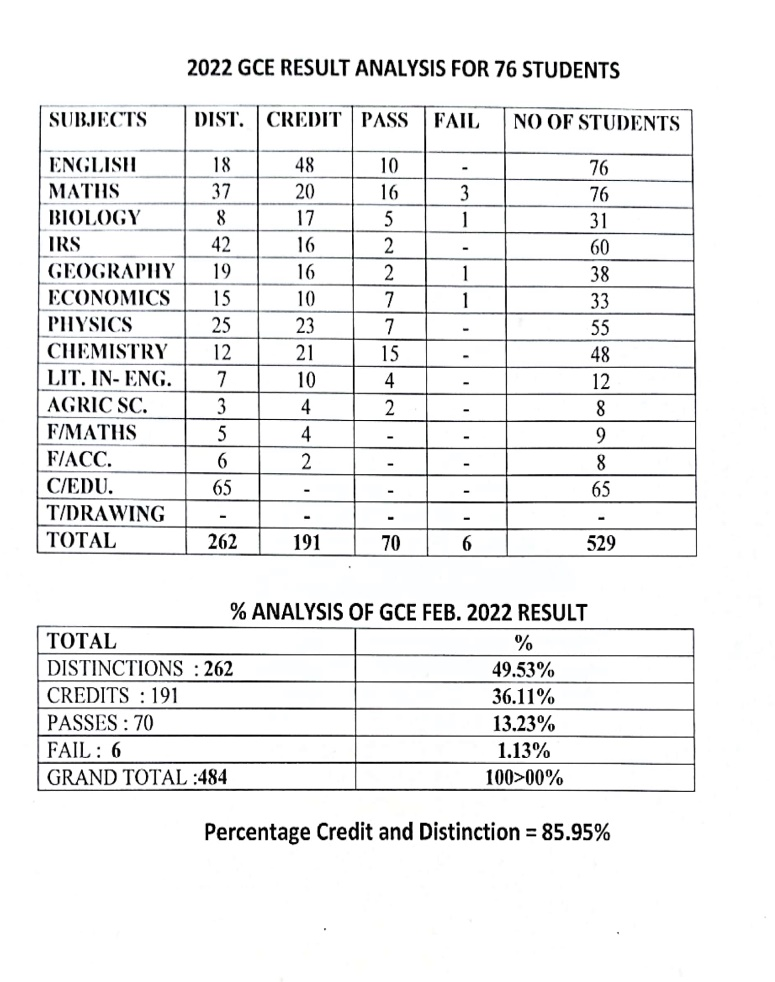 2022 GCE RESULT ANALYSIS FOR 76 STUDENTS
SUBJECTS DIST. CREDIT PASS FAIL NO OF STUDENTS
ENGLISH 18 48 10 - 76
MATHS 37 20 16 3 76
BIOLOGY 8 17 5 1 31
IRS 42 16 2 - 60
GEOGRAPHY 19 16 2 1 38
ECONOMICS 15 10 7 1 33
PHYSICS 25 23 7 - 55
CHEMISTRY 12 21 15 - 48
LIT. IN- ENG. 7 10 4 - 12
AGRIC SC. 3 4 2 - 8
F/MATHS 5 4 - - 9
F/ACC. 6 2 - - 8
C/EDU. 65 - - - 65
T/DRAWING - - - - -
TOTAL 262 191 70 6 529
% ANALYSIS OF GCE FEB. 2022 RESULT
TOTAL %
DISTINCTIONS : 262 49.53%
CREDITS : 191 36.11%
PASSES : 70 13.23%
FAIL : 6 1.13%
GRAND TOTAL :484 100>00%
Percentage Credit and Distinction = 85.95%